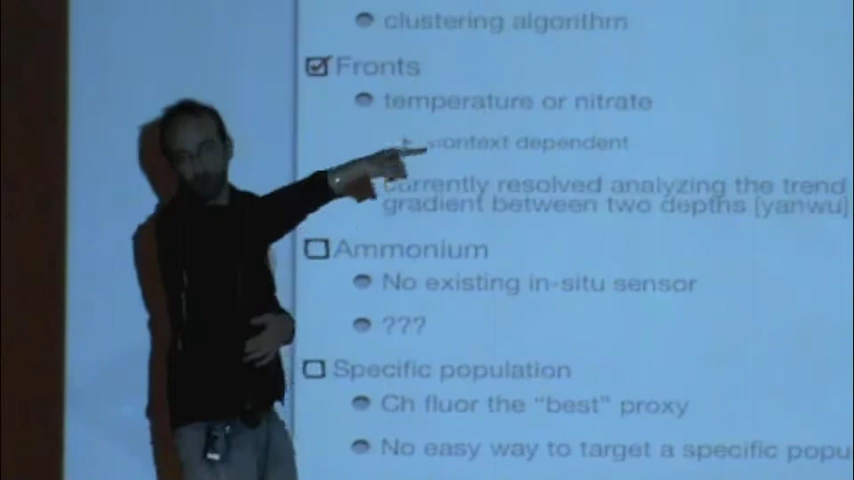 clustering algorithm
Fronts
temperature or nitrate
context dependent
currently resolved analyzing the trend
gradient between two depths [yanwu]
Ammonium
No existing in-situ sensor
???
Specific population
Ch fluor the "best" proxy
No easy way to target a specific popu